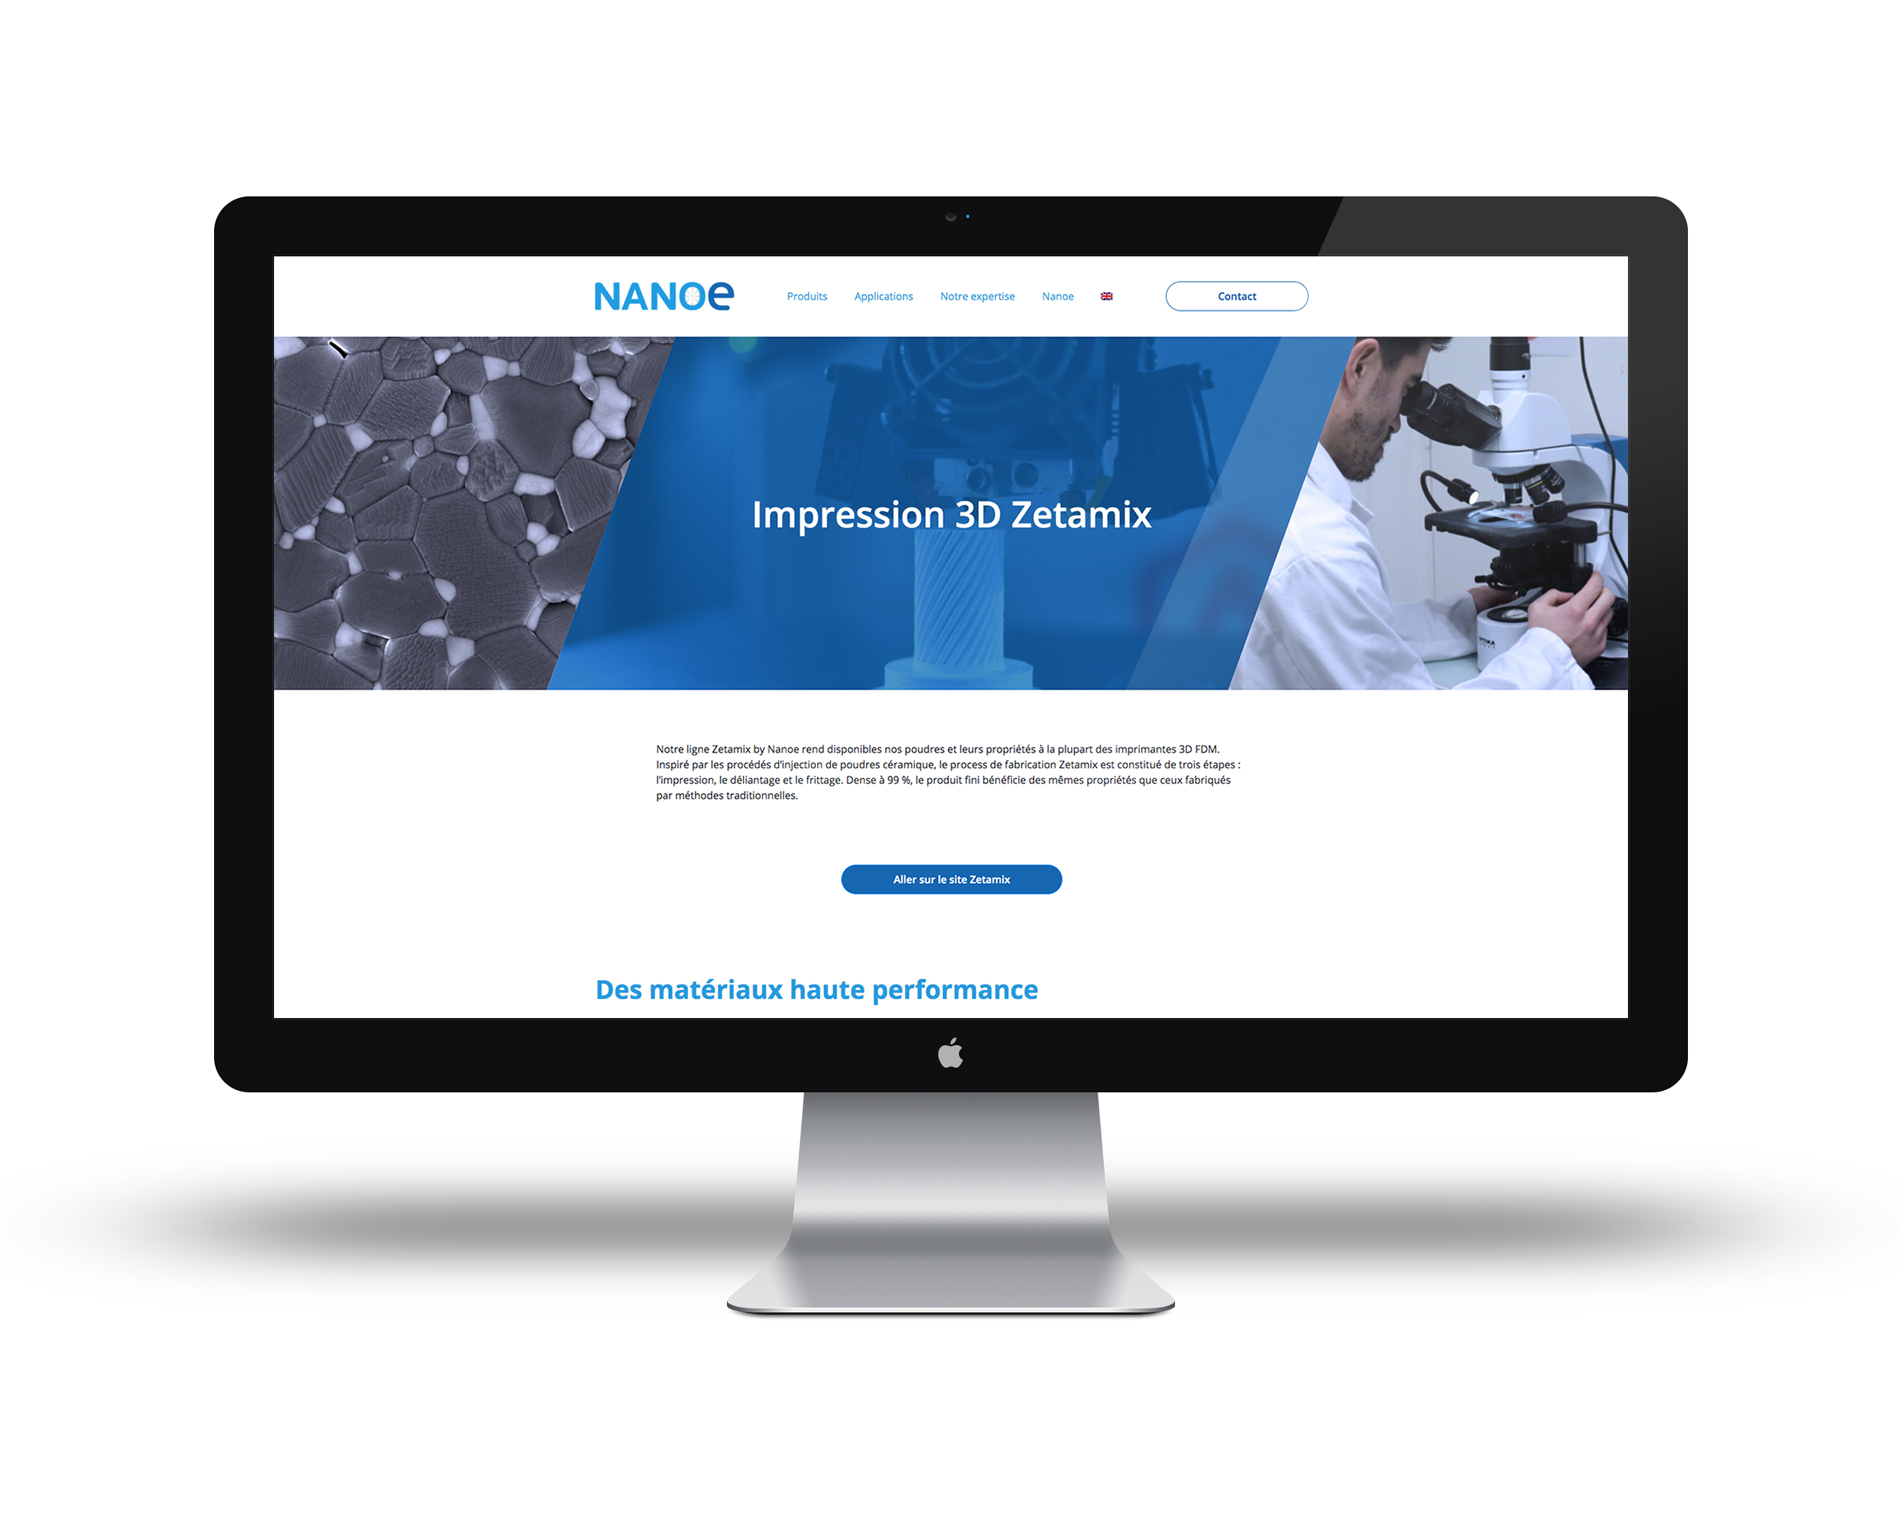 NANOe
Produits
Applications
Notre expertise
Nanoe
Contact
Impression 3D Zetamix
Notre ligne Zetamix by Nanoe rend disponibles nos poudres et leurs propriétés à la plupart des imprimantes 3D FDM.
Inspiré par les procédés d'injection de poudres céramique, le process de fabrication Zetamix est constitué de trois étapes :
l'impression, le déliantage et le frittage. Dense à 99 %, le produit fini bénéficie des mêmes propriétés que ceux fabriqués
par méthodes traditionnelles.
Aller sur le site Zetamix
Des matériaux haute performance